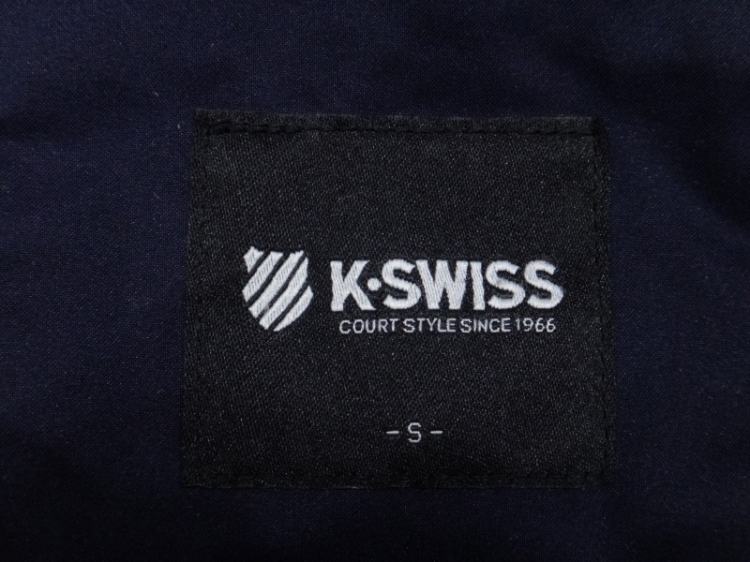 K·SWISS
COURT STYLE SINCE 1966
- S -